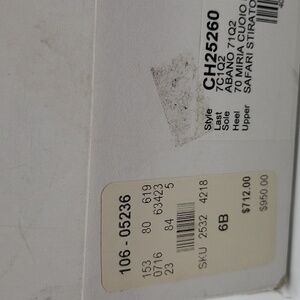 Style CH25260
Last 7C1Q2
Sole ABANO 71Q2
Heel 70 MIRIA CUOIO
Upper SAFARI STIRATO
106 - 05236
153 80 619
0716 63423
23 84 5
SKU 2532 4218
6B
$712.00
$950.00